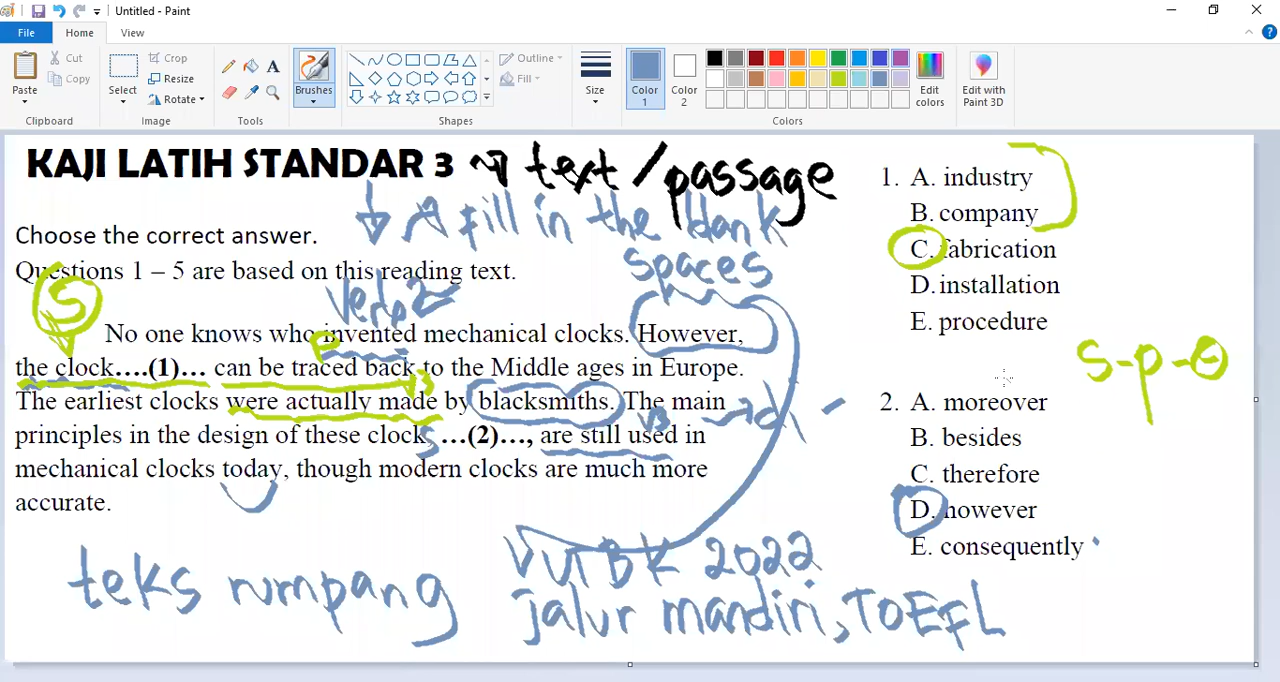 Untitled - Paint
File Home View
Paste Cut Copy
Clipboard
Select Crop Resize Rotate
Image
A
Tools
Brushes
Outline Fill
Shapes
Size
Color 1 Color 2 Edit colors
Colors
Edit with Paint 3D
KAJI LATIH STANDAR 3 text / passage
fill in the blank
spaces
Choose the correct answer.
Questions 1 – 5 are based on this reading text.
S
Verb 2
No one knows who invented mechanical clocks. However,
the clock….(1)… can be traced back to the Middle ages in Europe.
The earliest clocks were actually made by blacksmiths. The main
principles in the design of these clocks …(2)…, are still used in
mechanical clocks today, though modern clocks are much more
accurate.
V3
teks rumpang
UTBK 2022
jalur mandiri, TOEFL
1. A. industry
B. company
C. fabrication
D. installation
E. procedure
S-P-O
2. A. moreover
B. besides
C. therefore
D. however
E. consequently